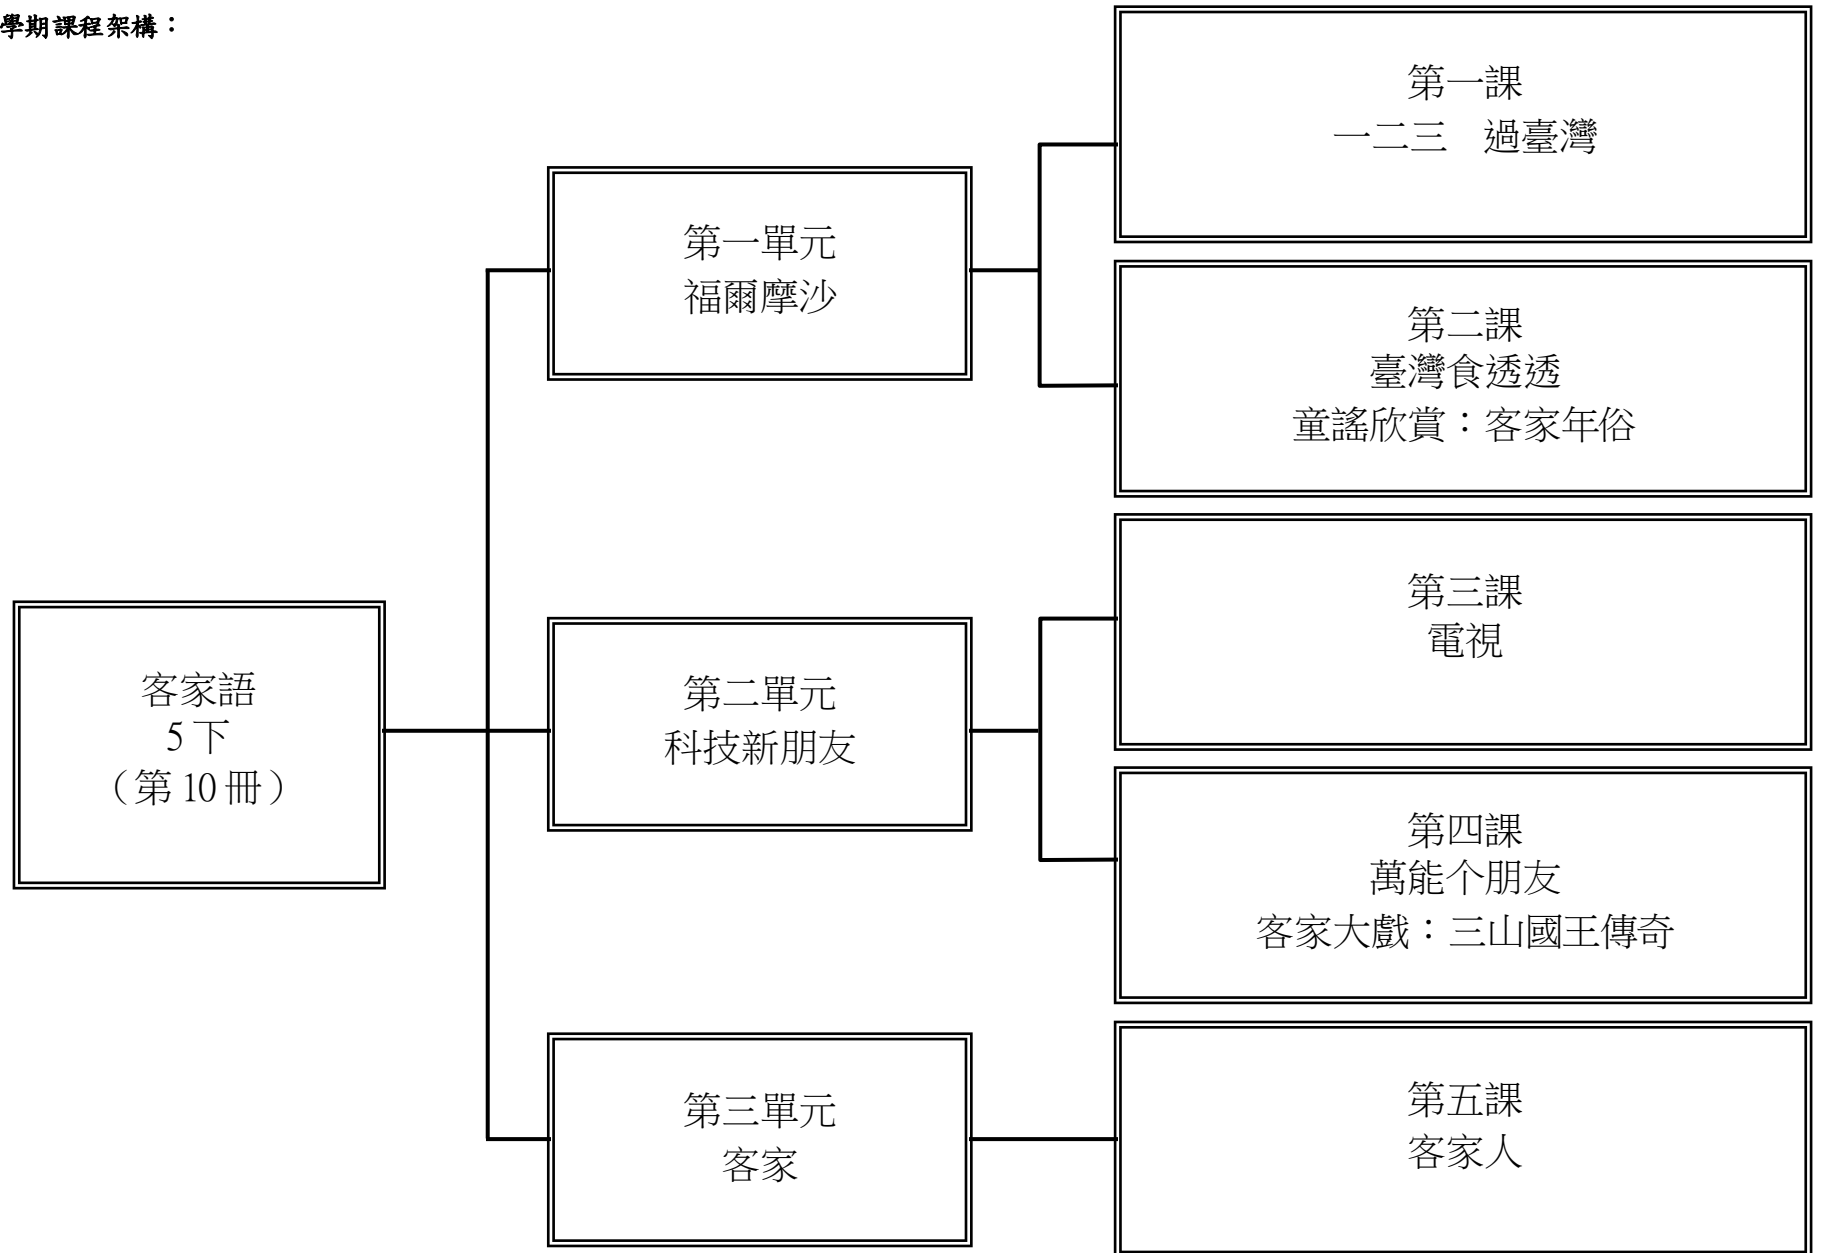 學期課程架構：
客家語
5下
（第10冊）
第一單元
福爾摩沙
第一課
一二三　過臺灣
第二課
臺灣食透透
童謠欣賞：客家年俗
第二單元
科技新朋友
第三課
電視
第四課
萬能个朋友
客家大戲：三山國王傳奇
第三單元
客家
第五課
客家人